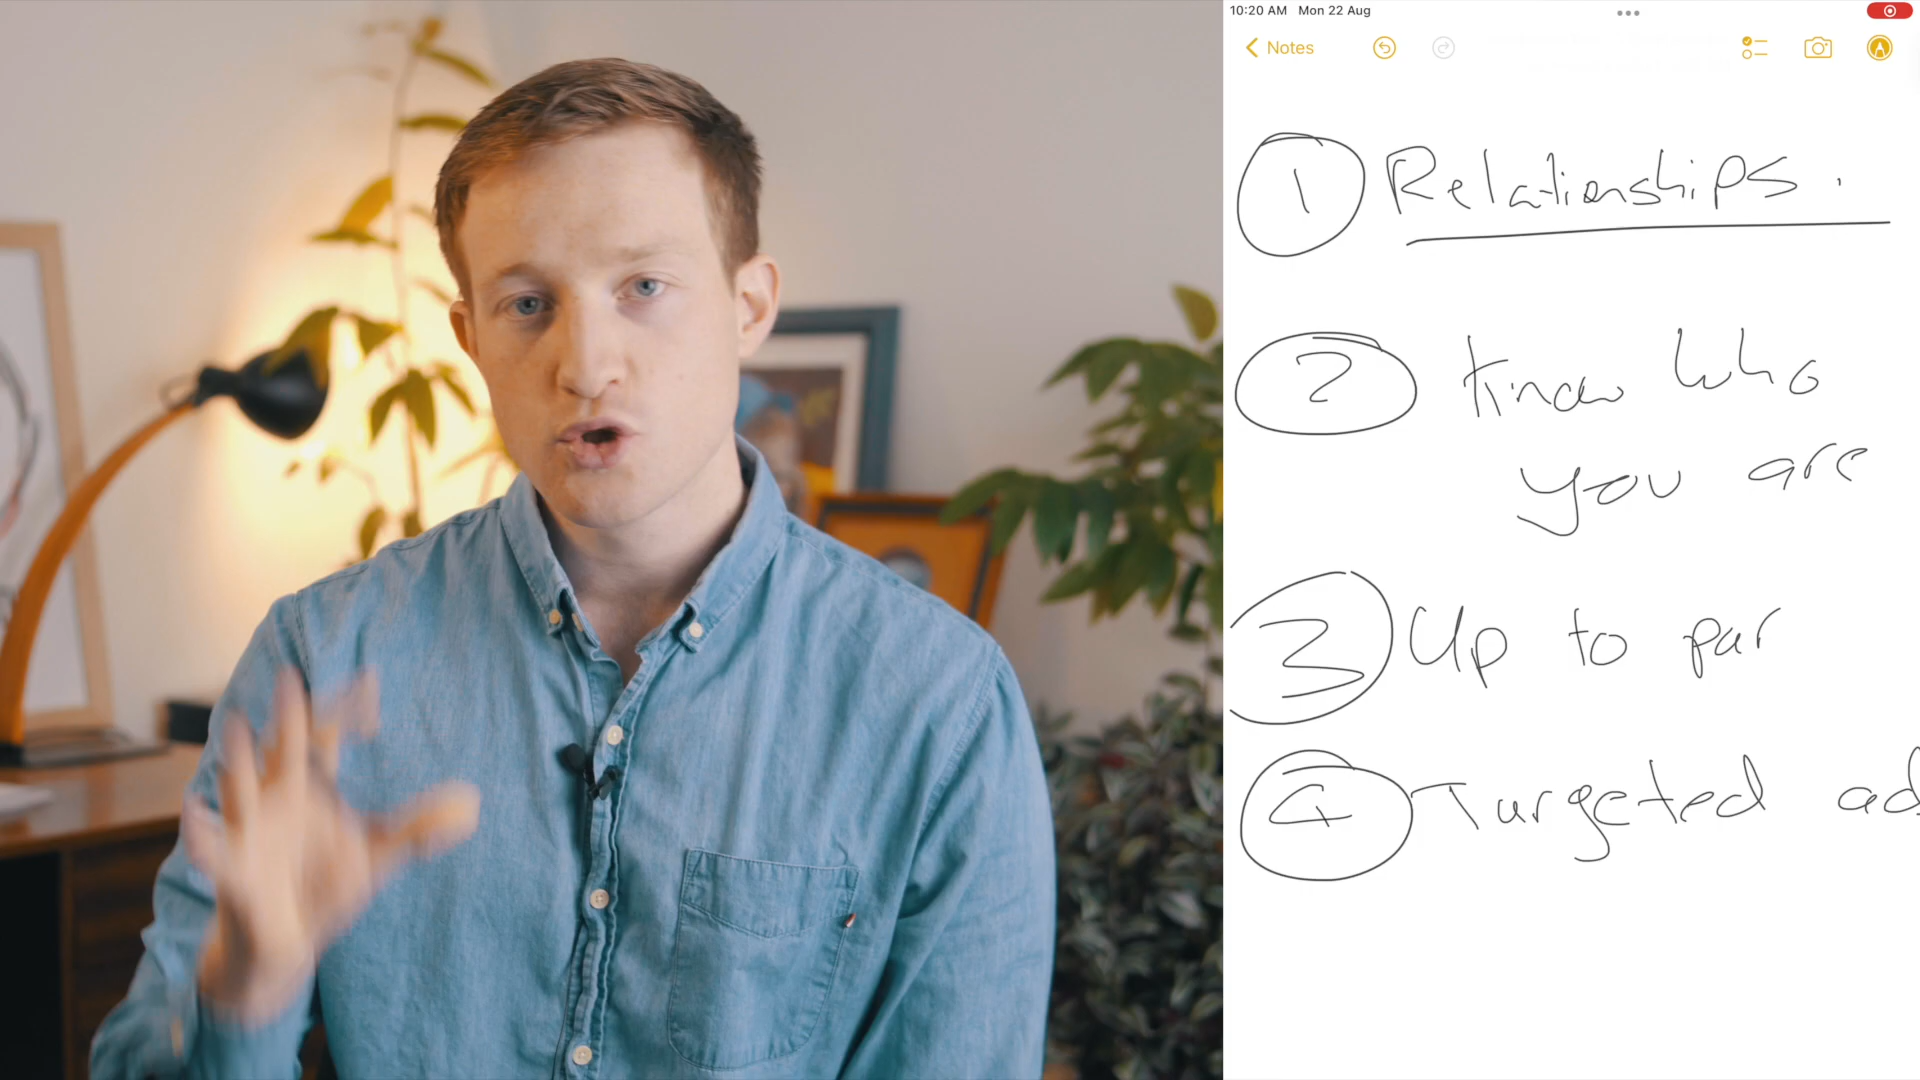 10:20 AM Mon 22 Aug
Notes
1 Relationships.
2 Know who
you are
3 Up to par
4 Targeted ad